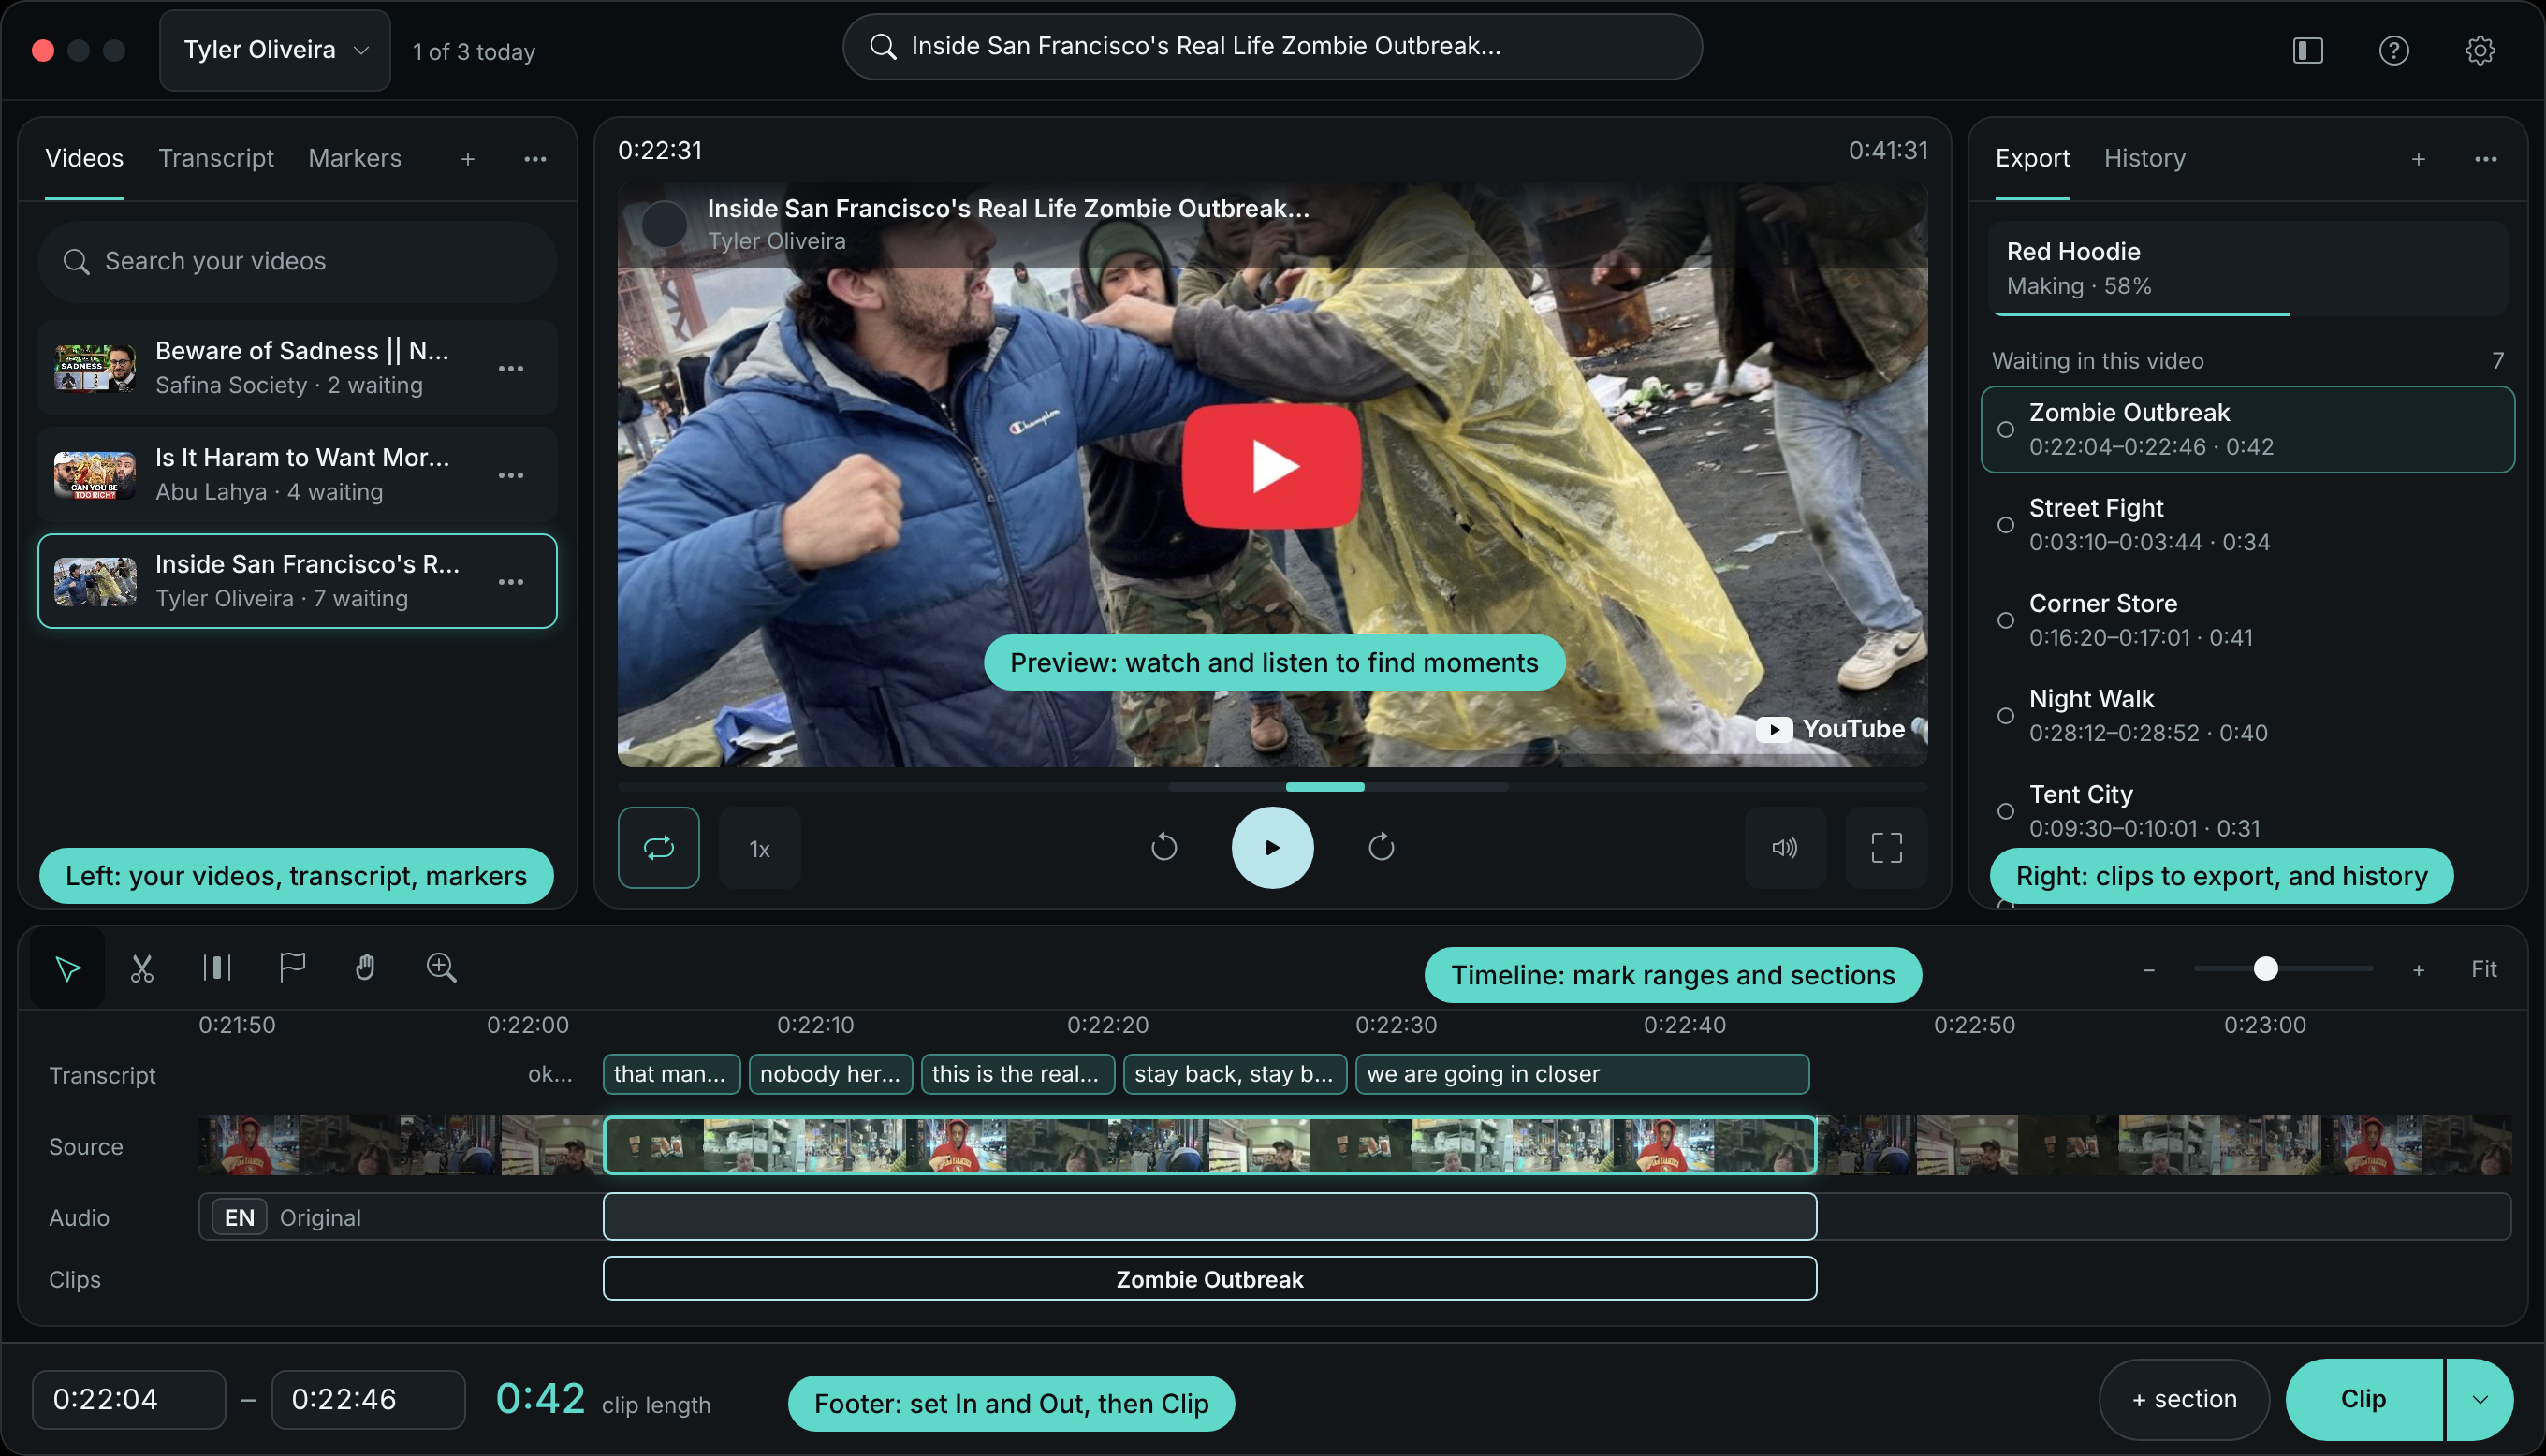 Tyler Oliveira
1 of 3 today
Inside San Francisco's Real Life Zombie Outbreak...
Videos
Transcript
Markers
+
Search your videos
SADNESS
Beware of Sadness || N...
Safina Society · 2 waiting
CAN YOU BE
TOO RICH?
Is It Haram to Want Mor...
Abu Lahya · 4 waiting
Inside San Francisco's R...
Tyler Oliveira · 7 waiting
Left: your videos, transcript, markers
0:22:31
0:41:31
Inside San Francisco's Real Life Zombie Outbreak...
Tyler Oliveira
Champion
Preview: watch and listen to find moments
YouTube
1x
Export
History
+
Red Hoodie
Making · 58%
Waiting in this video
7
Zombie Outbreak
0:22:04–0:22:46 · 0:42
Street Fight
0:03:10–0:03:44 · 0:34
Corner Store
0:16:20–0:17:01 · 0:41
Night Walk
0:28:12–0:28:52 · 0:40
Tent City
0:09:30–0:10:01 · 0:31
Right: clips to export, and history
Timeline: mark ranges and sections
–
+
Fit
0:21:50
0:22:00
0:22:10
0:22:20
0:22:30
0:22:40
0:22:50
0:23:00
Transcript
ok...
that man...
nobody her...
this is the real...
stay back, stay b...
we are going in closer
Source
Audio
EN
Original
Clips
Zombie Outbreak
0:22:04
–
0:22:46
0:42
clip length
Footer: set In and Out, then Clip
+ section
Clip